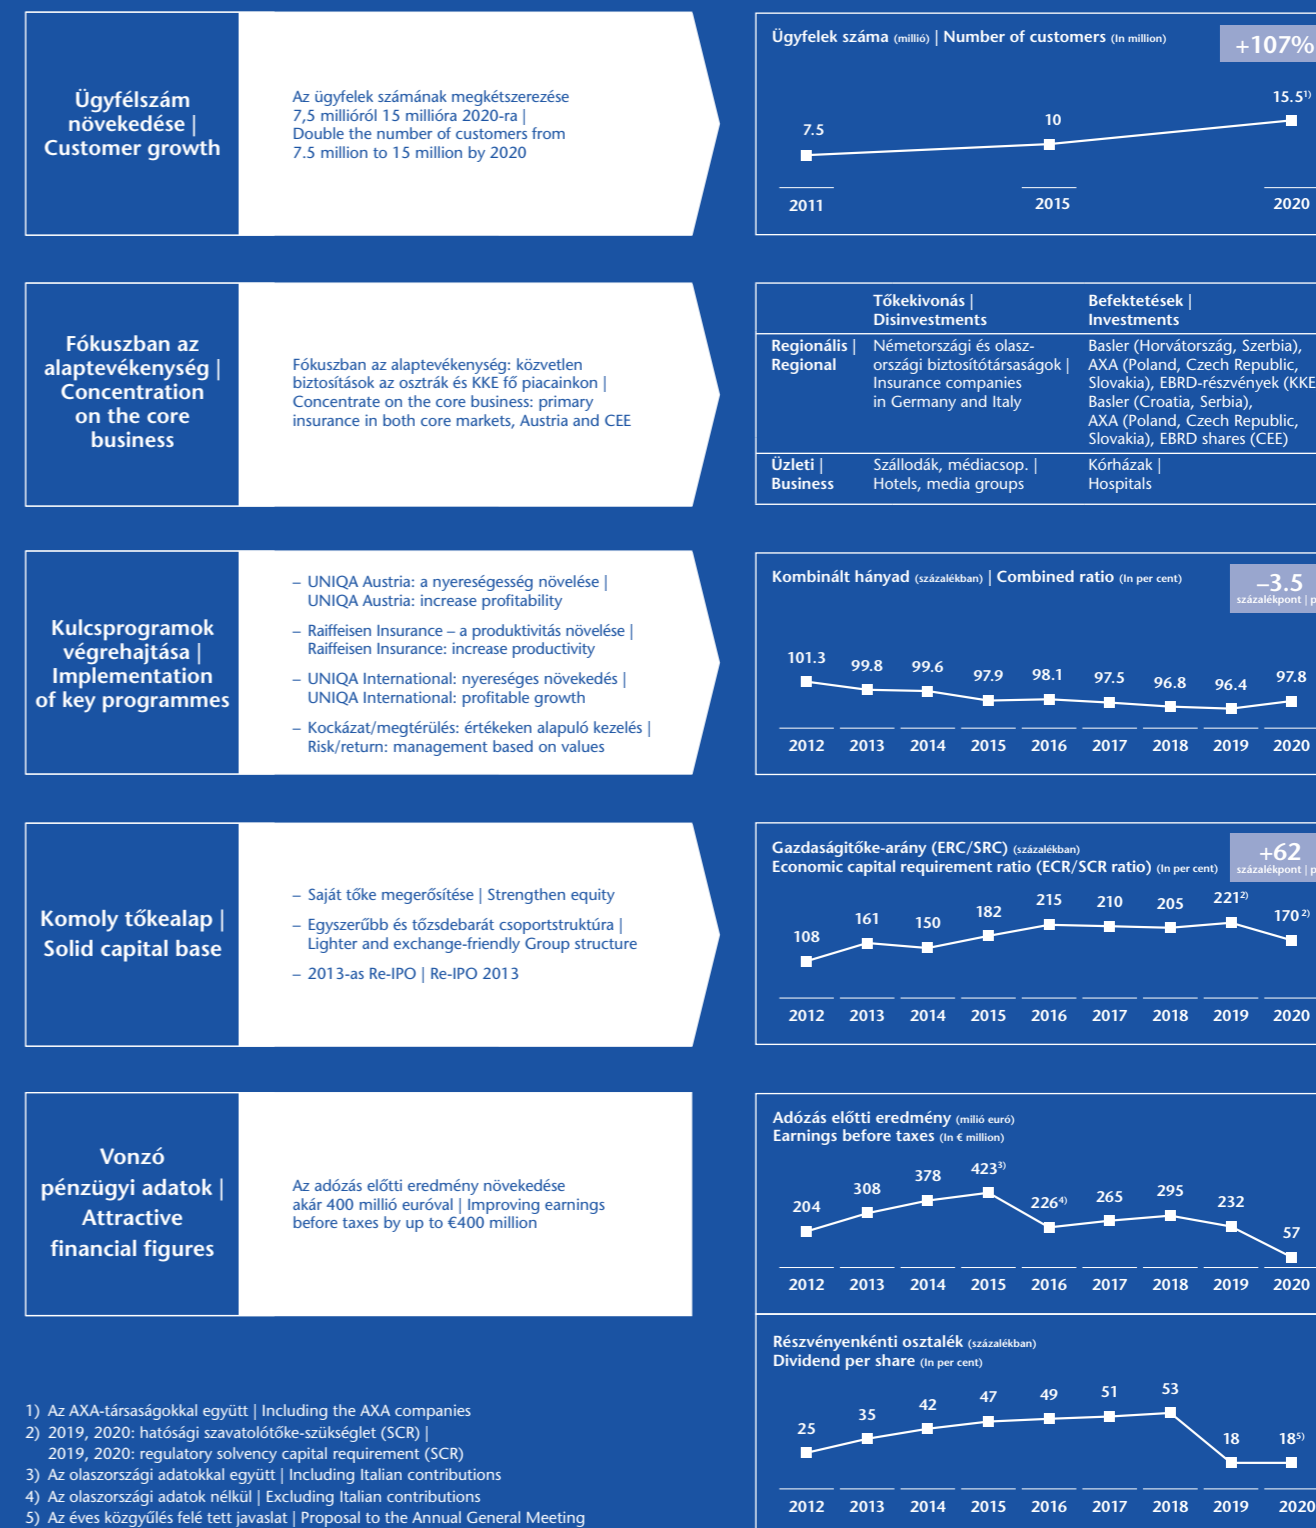 Ügyfélszám
növekedése |
Customer growth
Az ügyfelek számának megkétszerezése
7,5 millióról 15 millióra 2020-ra |
Double the number of customers from
7.5 million to 15 million by 2020
Ügyfelek száma (millió) | Number of customers (In million)
+107%
7.5
10
15.5¹⁾
2011
2015
2020
Fókuszban az
alaptevékenység |
Concentration
on the core
business
Fókuszban az alaptevékenység: közvetlen
biztosítások az osztrák és KKE fő piacainkon |
Concentrate on the core business: primary
insurance in both core markets, Austria and CEE
Tőkekivonás |
Disinvestments
Befektetések |
Investments
Regionális |
Regional
Németországi és olasz-
országi biztosítótársaságok |
Insurance companies
in Germany and Italy
Basler (Horvátország, Szerbia),
AXA (Poland, Czech Republic,
Slovakia), EBRD-részvények (KKE
Basler (Croatia, Serbia),
AXA (Poland, Czech Republic,
Slovakia), EBRD shares (CEE)
Üzleti |
Business
Szállodák, médiacsop. |
Hotels, media groups
Kórházak |
Hospitals
Kulcsprogramok
végrehajtása |
Implementation
of key programmes
– UNIQA Austria: a nyereségesség növelése |
UNIQA Austria: increase profitability
– Raiffeisen Insurance – a produktivitás növelése |
Raiffeisen Insurance: increase productivity
– UNIQA International: nyereséges növekedés |
UNIQA International: profitable growth
– Kockázat/megtérülés: értékeken alapuló kezelés |
Risk/return: management based on values
Kombinált hányad (százalékban) | Combined ratio (In per cent)
–3.5
százalékpont | p
101.3 99.8 99.6 97.9 98.1 97.5 96.8 96.4 97.8
2012 2013 2014 2015 2016 2017 2018 2019 2020
Komoly tőkealap |
Solid capital base
– Saját tőke megerősítése | Strengthen equity
– Egyszerűbb és tőzsdebarát csoportstruktúra |
Lighter and exchange-friendly Group structure
– 2013-as Re-IPO | Re-IPO 2013
Gazdaságitőke-arány (ERC/SRC) (százalékban)
Economic capital requirement ratio (ECR/SCR ratio) (In per cent)
+62
százalékpont | p
108 161 150 182 215 210 205 221²⁾ 170²⁾
2012 2013 2014 2015 2016 2017 2018 2019 2020
Vonzó
pénzügyi adatok |
Attractive
financial figures
Az adózás előtti eredmény növekedése
akár 400 millió euróval | Improving earnings
before taxes by up to €400 million
Adózás előtti eredmény (milió euró)
Earnings before taxes (In € million)
204 308 378 423³⁾ 226⁴⁾ 265 295 232 57
2012 2013 2014 2015 2016 2017 2018 2019 2020
Részvényenkénti osztalék (százalékban)
Dividend per share (In per cent)
25 35 42 47 49 51 53 18 18⁵⁾
2012 2013 2014 2015 2016 2017 2018 2019 2020
1) Az AXA-társaságokkal együtt | Including the AXA companies
2) 2019, 2020: hatósági szavatolótőke-szükséglet (SCR) |
2019, 2020: regulatory solvency capital requirement (SCR)
3) Az olaszországi adatokkal együtt | Including Italian contributions
4) Az olaszországi adatok nélkül | Excluding Italian contributions
5) Az éves közgyűlés felé tett javaslat | Proposal to the Annual General Meeting